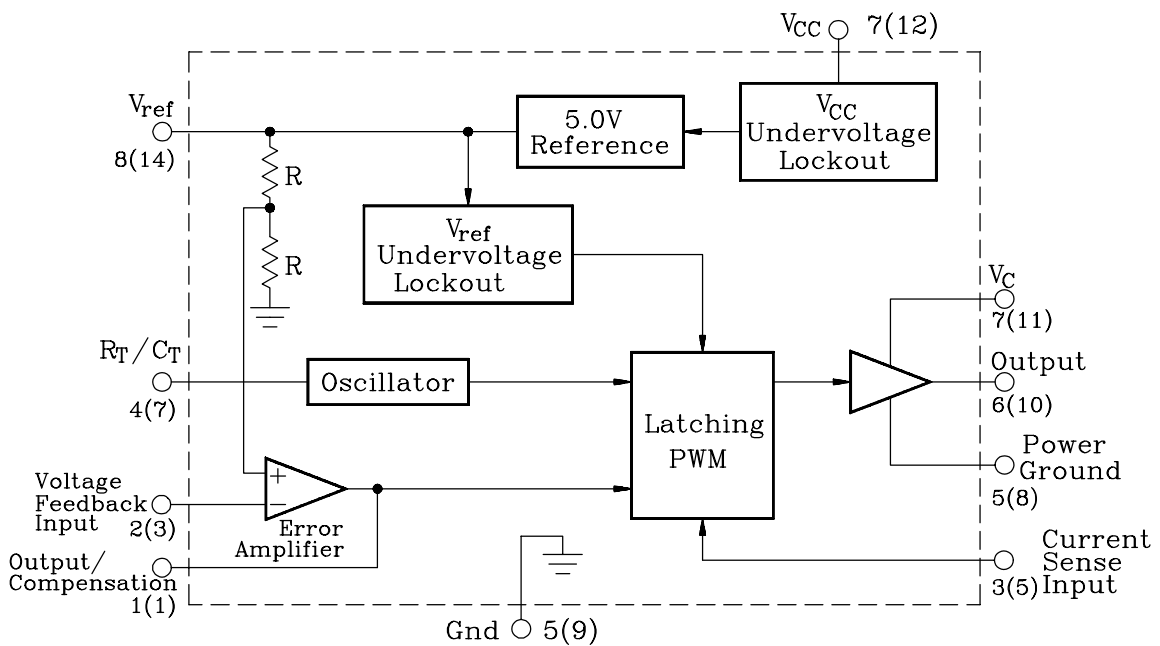 VCC 7(12)
Vref
8(14)
R
R
5.0V
Reference
VCC
Undervoltage
Lockout
Vref
Undervoltage
Lockout
VC
7(11)
RT/CT
4(7)
Oscillator
Latching
PWM
Output
6(10)
Power
Ground
5(8)
Voltage
Feedback
Input
2(3)
+
−
Error
Amplifier
Output/
Compensation
1(1)
Current
Sense
Input
3(5)
Gnd 5(9)